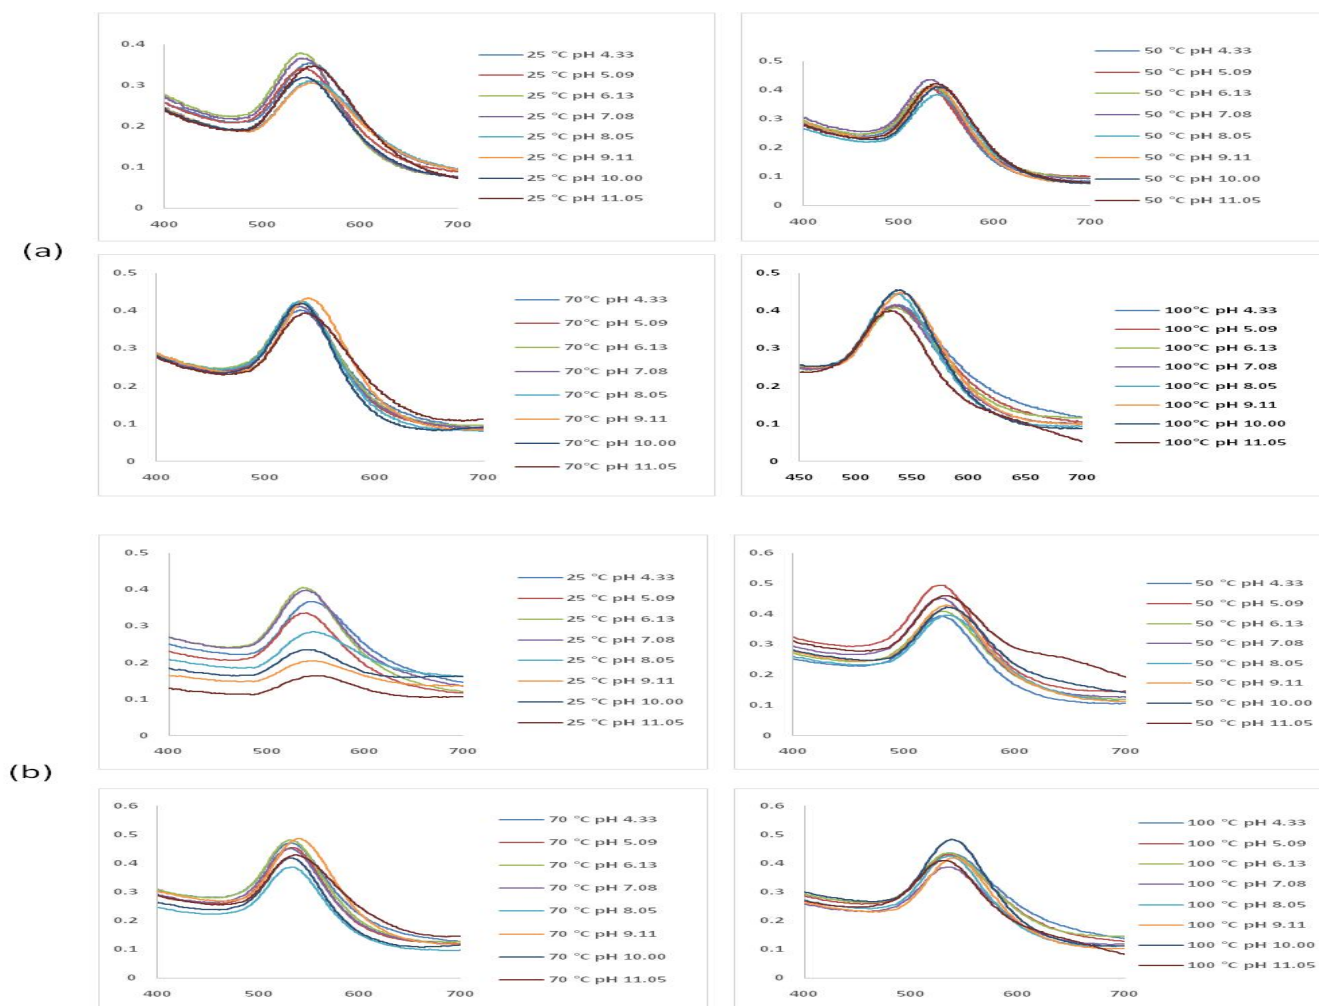 (a)
0.4
0.3
0.2
0.1
0
400 500 600 700
25 °C pH 4.33
25 °C pH 5.09
25 °C pH 6.13
25 °C pH 7.08
25 °C pH 8.05
25 °C pH 9.11
25 °C pH 10.00
25 °C pH 11.05
0.5
0.4
0.3
0.2
0.1
0
400 500 600 700
50 °C pH 4.33
50 °C pH 5.09
50 °C pH 6.13
50 °C pH 7.08
50 °C pH 8.05
50 °C pH 9.11
50 °C pH 10.00
50 °C pH 11.05
0.5
0.4
0.3
0.2
0.1
0
400 500 600 700
70°C pH 4.33
70°C pH 5.09
70°C pH 6.13
70°C pH 7.08
70°C pH 8.05
70°C pH 9.11
70°C pH 10.00
70°C pH 11.05
0.5
0.4
0.3
0.2
0.1
0
450 500 550 600 650 700
100°C pH 4.33
100°C pH 5.09
100°C pH 6.13
100°C pH 7.08
100°C pH 8.05
100°C pH 9.11
100°C pH 10.00
100°C pH 11.05
(b)
0.5
0.4
0.3
0.2
0.1
0
400 500 600 700
25 °C pH 4.33
25 °C pH 5.09
25 °C pH 6.13
25 °C pH 7.08
25 °C pH 8.05
25 °C pH 9.11
25 °C pH 10.00
25 °C pH 11.05
0.6
0.5
0.4
0.3
0.2
0.1
0
400 500 600 700
50 °C pH 4.33
50 °C pH 5.09
50 °C pH 6.13
50 °C pH 7.08
50 °C pH 8.05
50 °C pH 9.11
50 °C pH 10.00
50 °C pH 11.05
0.6
0.5
0.4
0.3
0.2
0.1
0
400 500 600 700
70 °C pH 4.33
70 °C pH 5.09
70 °C pH 6.13
70 °C pH 7.08
70 °C pH 8.05
70 °C pH 9.11
70 °C pH 10.00
70 °C pH 11.05
0.6
0.5
0.4
0.3
0.2
0.1
0
400 500 600 700
100 °C pH 4.33
100 °C pH 5.09
100 °C pH 6.13
100 °C pH 7.08
100 °C pH 8.05
100 °C pH 9.11
100 °C pH 10.00
100 °C pH 11.05